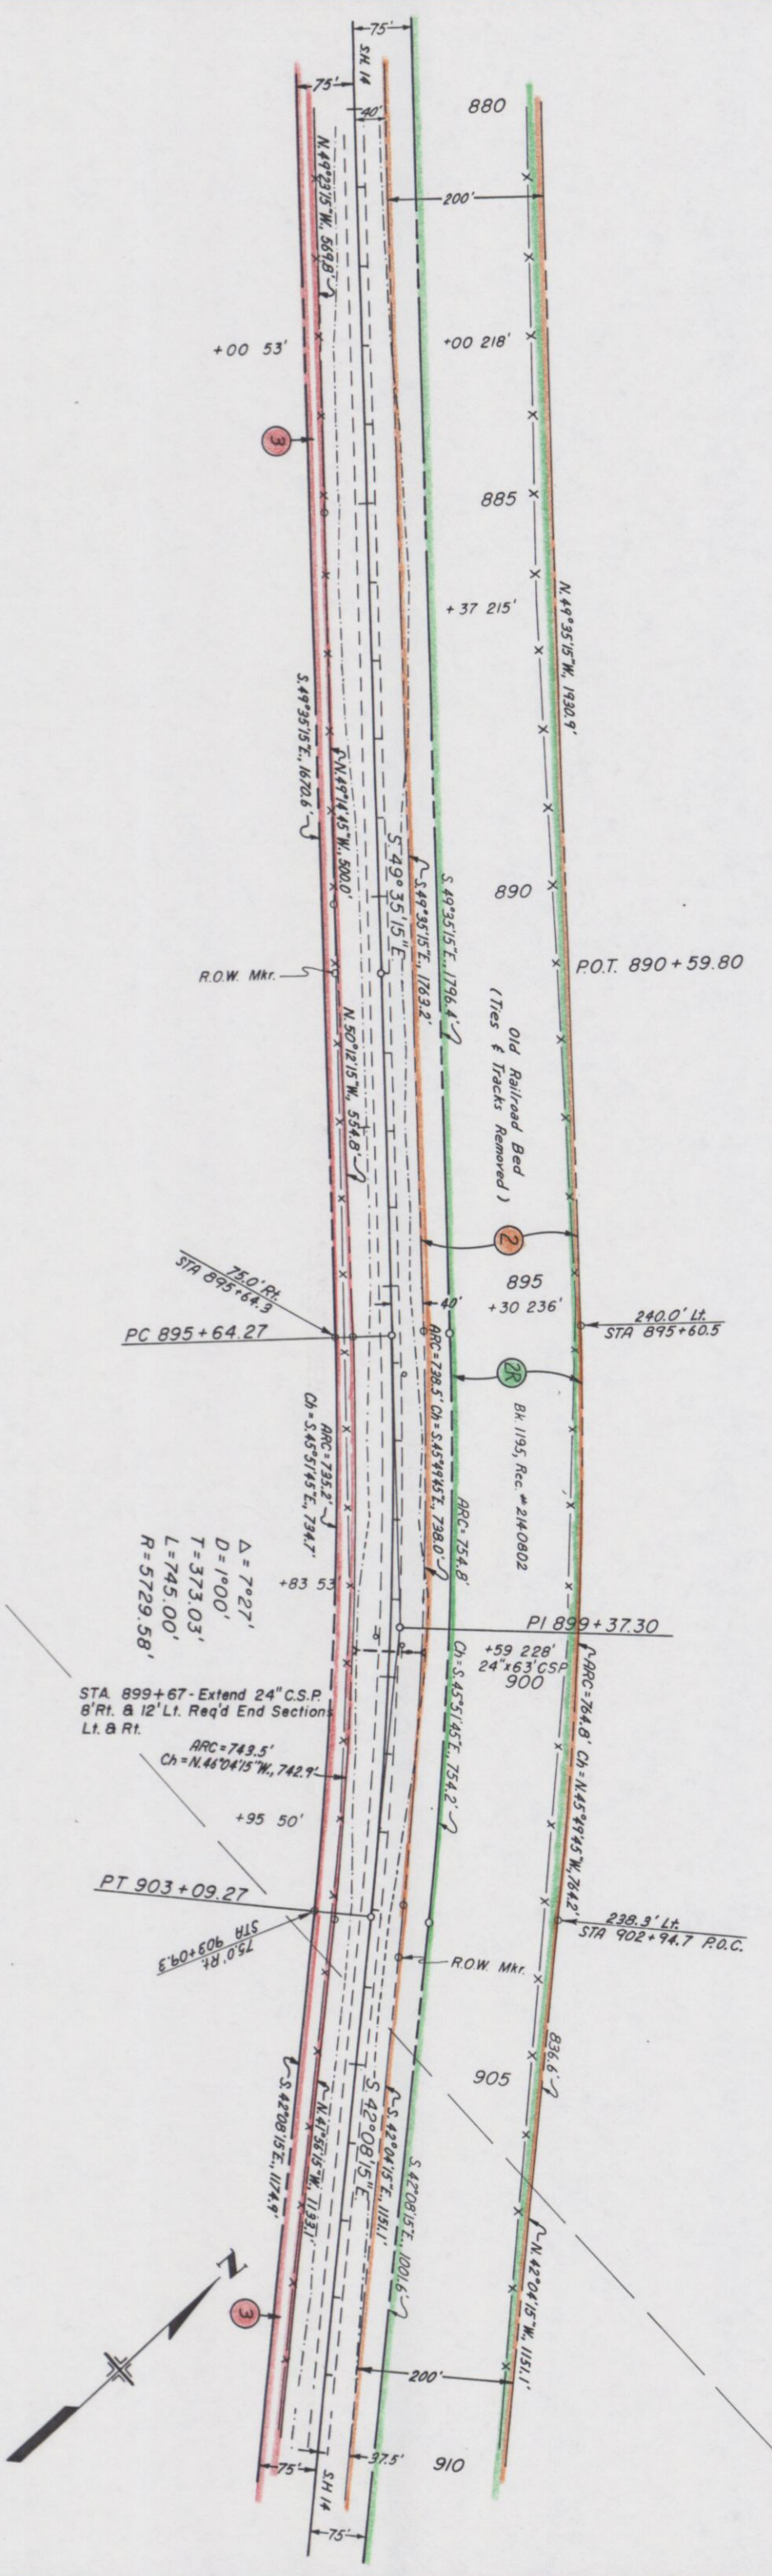 75'
S.H. 14
75'
40'
880
N. 49°23'15"W., 569.8'
200'
+00 53'
+00 218'
3
885
+37 215'
N. 49°35'15"W., 1930.9'
S. 49°35'15"E., 1670.6'
N. 49°14'45"W., 500.0'
S 49°35'15"E
S. 49°35'15"E., 1763.2'
S. 49°35'15"E., 1796.4'
890
P.O.T. 890+59.80
R.O.W. Mkr.
Old Railroad Bed
(Ties & Tracks Removed)
N. 50°12'15"W., 554.8'
2
895
+30 236'
75.0' Rt.
STA 895+64.3
40'
240.0' Lt.
STA 895+60.5
PC 895+64.27
2R
Bk. 1195, Rec. # 2140802
ARC=738.5' Ch=S.45°49'45"E., 738.0'
ARC=735.2'
Ch=S.45°51'45"E., 734.7'
ARC=754.8'
Ch=S.45°51'45"E., 754.2'
Δ = 7°27'
D = 1°00'
T = 373.03'
L = 745.00'
R = 5729.58'
+83 53'
PI 899+37.30
+59 228'
24"x63' CSP
900
STA. 899+67-Extend 24" C.S.P.
8' Rt. & 12' Lt. Req'd End Sections
Lt. & Rt.
ARC=743.5'
Ch=N.46°04'15"W., 742.9'
ARC=764.8' Ch=N.45°49'45"W., 764.2'
+95 50'
PT 903+09.27
75.0' Rt.
STA 903+09.3
238.3' Lt.
STA 902+94.7 P.O.C.
R.O.W. Mkr.
836.6'
905
S. 42°08'15"E., 1174.9'
N. 41°56'15"W., 1193.1'
S 42°08'15"E
S. 42°04'15"E., 1151.1'
S. 42°08'15"E., 1001.6'
N. 42°04'15"W., 1151.1'
N
3
200'
37.5'
910
75'
S.H. 14
75'